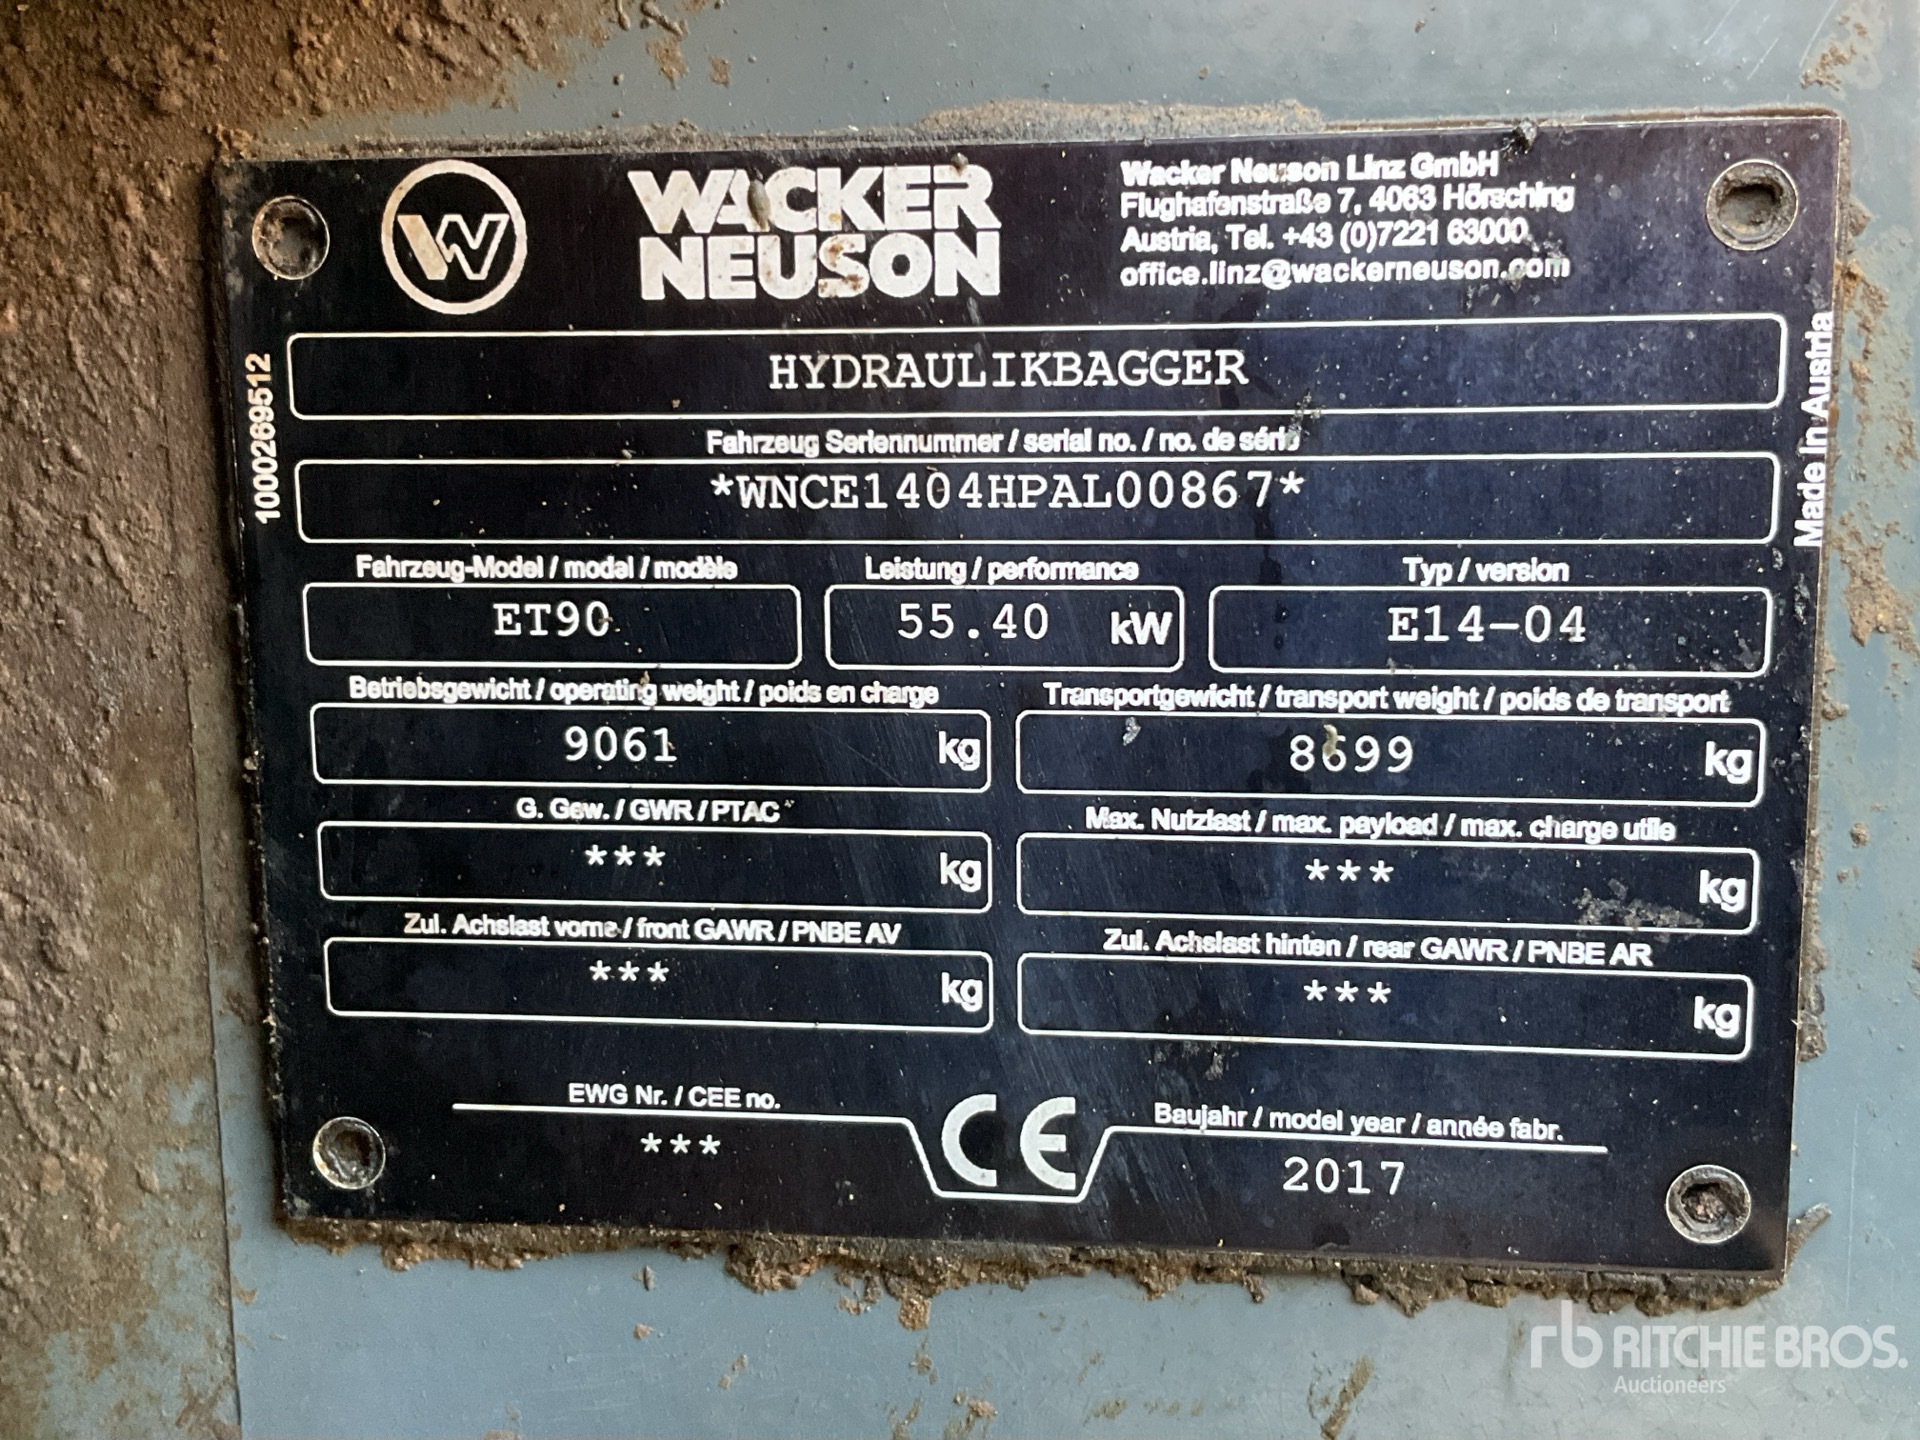 WACKER
NEUSON
Wacker Neuson Linz GmbH
Flughafenstraße 7, 4063 Hörsching
Austria, Tel. +43 (0)7221 63000
office.linz@wackerneuson.com
1000269512
Made in Austria
HYDRAULIKBAGGER
Fahrzeug Seriennummer / serial no. / no. de série
*WNCE1404HPAL00867*
Fahrzeug-Model / model / modèle
ET90
Leistung / performance
55.40 kW
Typ / version
E14-04
Betriebsgewicht / operating weight / poids en charge
9061 kg
Transportgewicht / transport weight / poids de transport
8699 kg
G. Gew. / GWR / PTAC
*** kg
Max. Nutzlast / max. payload / max. charge utile
*** kg
Zul. Achslast vorne / front GAWR / PNBE AV
*** kg
Zul. Achslast hinten / rear GAWR / PNBE AR
*** kg
EWG Nr. / CEE no.
***
CE
Baujahr / model year / année fabr.
2017
rb RITCHIE BROS.
Auctioneers